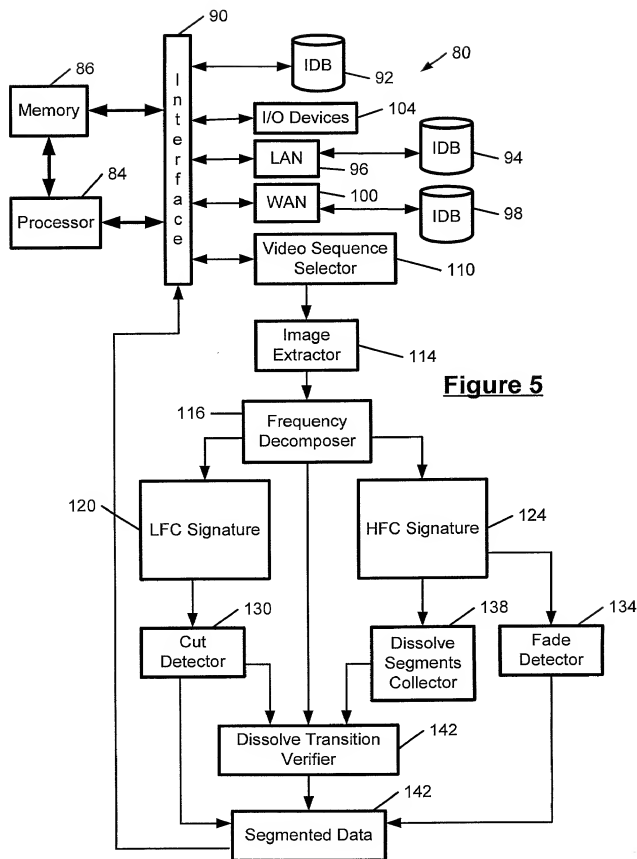 90
86
Memory
84
Processor
Interface
IDB
92
80
I/O Devices
104
LAN
96
IDB
94
WAN
100
IDB
98
Video Sequence
Selector
110
Image
Extractor
114
Figure 5
116
Frequency
Decomposer
120
LFC Signature
HFC Signature
124
130
Cut
Detector
138
Dissolve
Segments
Collector
134
Fade
Detector
Dissolve Transition
Verifier
142
142
Segmented Data